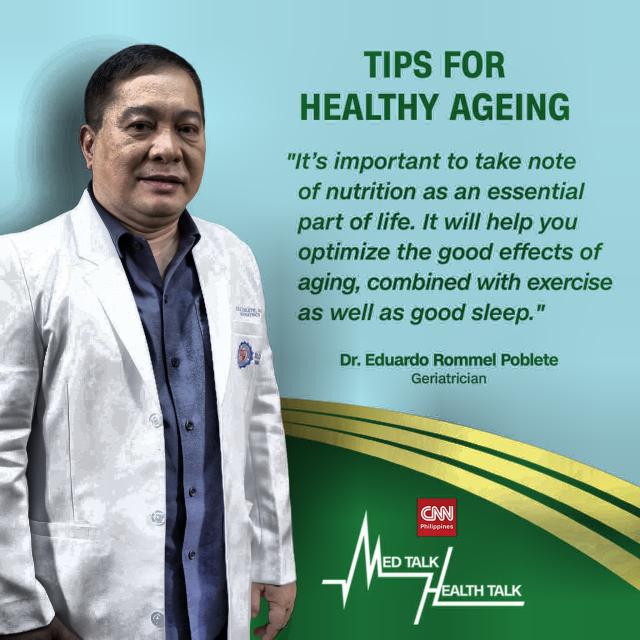 TIPS FOR
HEALTHY AGEING
"It's important to take note
of nutrition as an essential
part of life. It will help you
optimize the good effects of
aging, combined with exercise
as well as good sleep."
Dr. Eduardo Rommel Poblete
Geriatrician
CNN
Philippines
MED TALK
HEALTH TALK